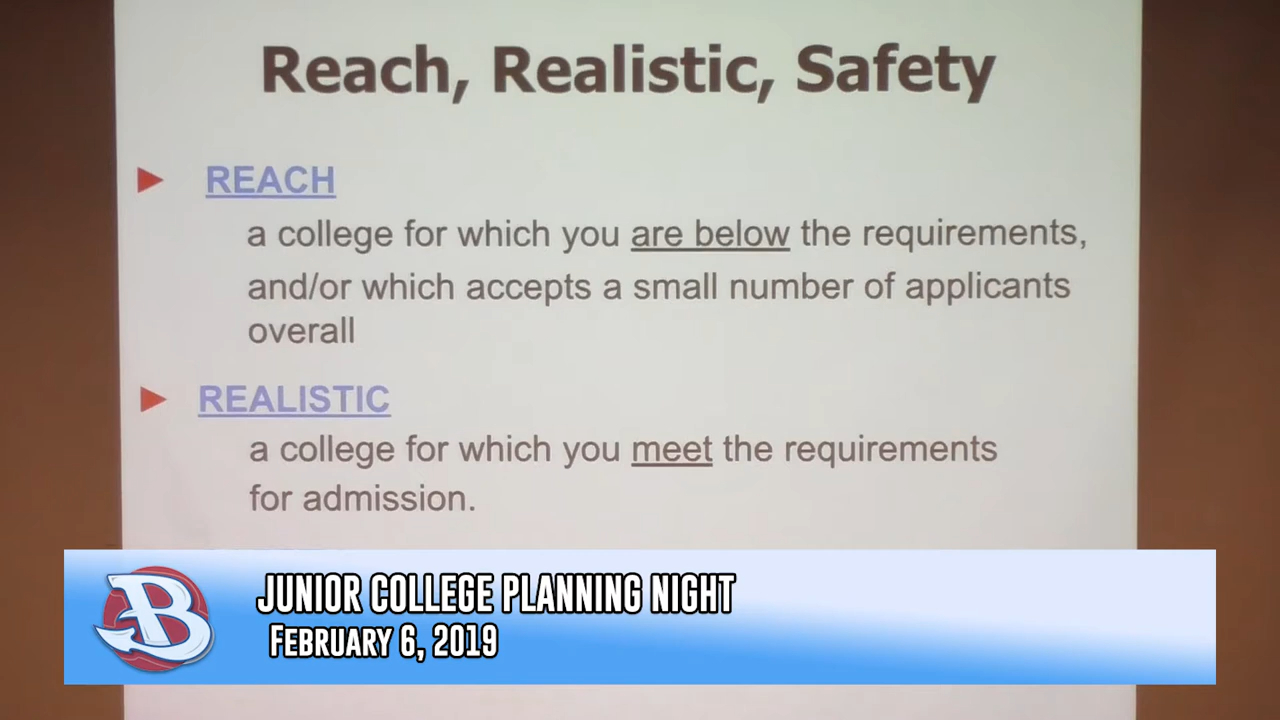 Reach, Realistic, Safety
► REACH
a college for which you are below the requirements,
and/or which accepts a small number of applicants
overall
► REALISTIC
a college for which you meet the requirements
for admission.
B
JUNIOR COLLEGE PLANNING NIGHT
FEBRUARY 6, 2019